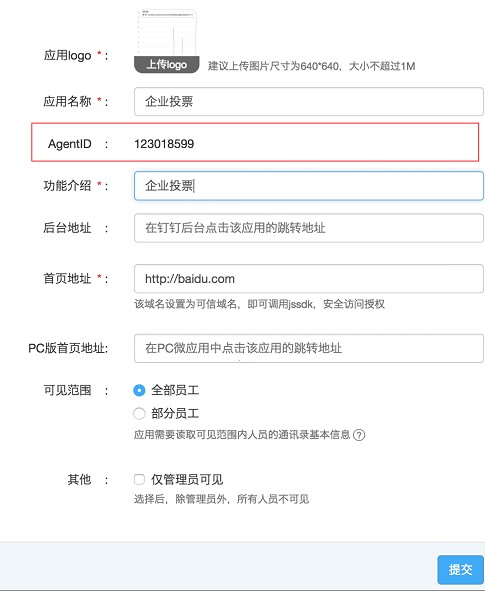 应用logo * :
上传logo
建议上传图片尺寸为640*640，大小不超过1M
应用名称 * : 企业投票
AgentID : 123018599
功能介绍 * : 企业投票
后台地址 : 在钉钉后台点击该应用的跳转地址
首页地址 * : http://baidu.com
该域名设置为可信域名，即可调用jssdk，安全访问授权
PC版首页地址: 在PC微应用中点击该应用的跳转地址
可见范围 : 全部员工
部分员工
应用需要读取可见范围内人员的通讯录基本信息 ?
其他 : 仅管理员可见
选择后，除管理员外，所有人员不可见
提交